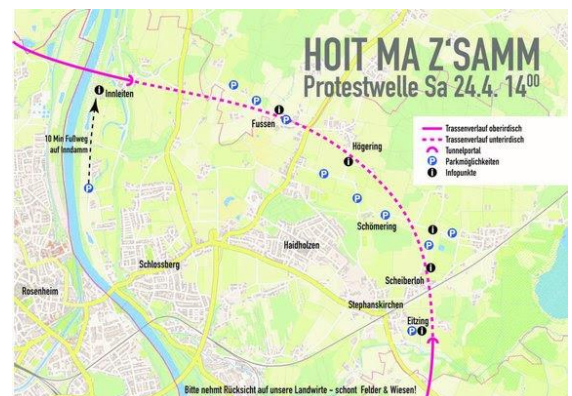 HOIT MA Z'SAMM
Protestwelle Sa 24.4. 14⁰⁰
Trassenverlauf oberirdisch
Trassenverlauf unterirdisch
Tunnelportal
P Parkmöglichkeiten
i Infopunkte
Innleiten
10 Min Fußweg
auf Inndamm
Fussen
Högering
Schömering
Haidholzen
Schlossberg
Scheiberloh
Rosenheim
Stephanskirchen
Eitzing
Bitte nehmt Rücksicht auf unsere Landwirte – schont Felder & Wiesen!